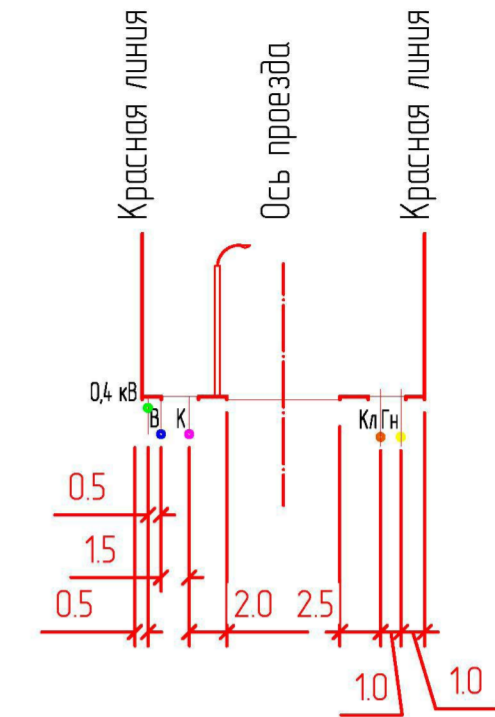 Красная линия
Ось проезда
Красная линия
0,4 кВ
В
К
Кл
Гн
0.5
1.5
0.5
2.0
2.5
1.0
1.0